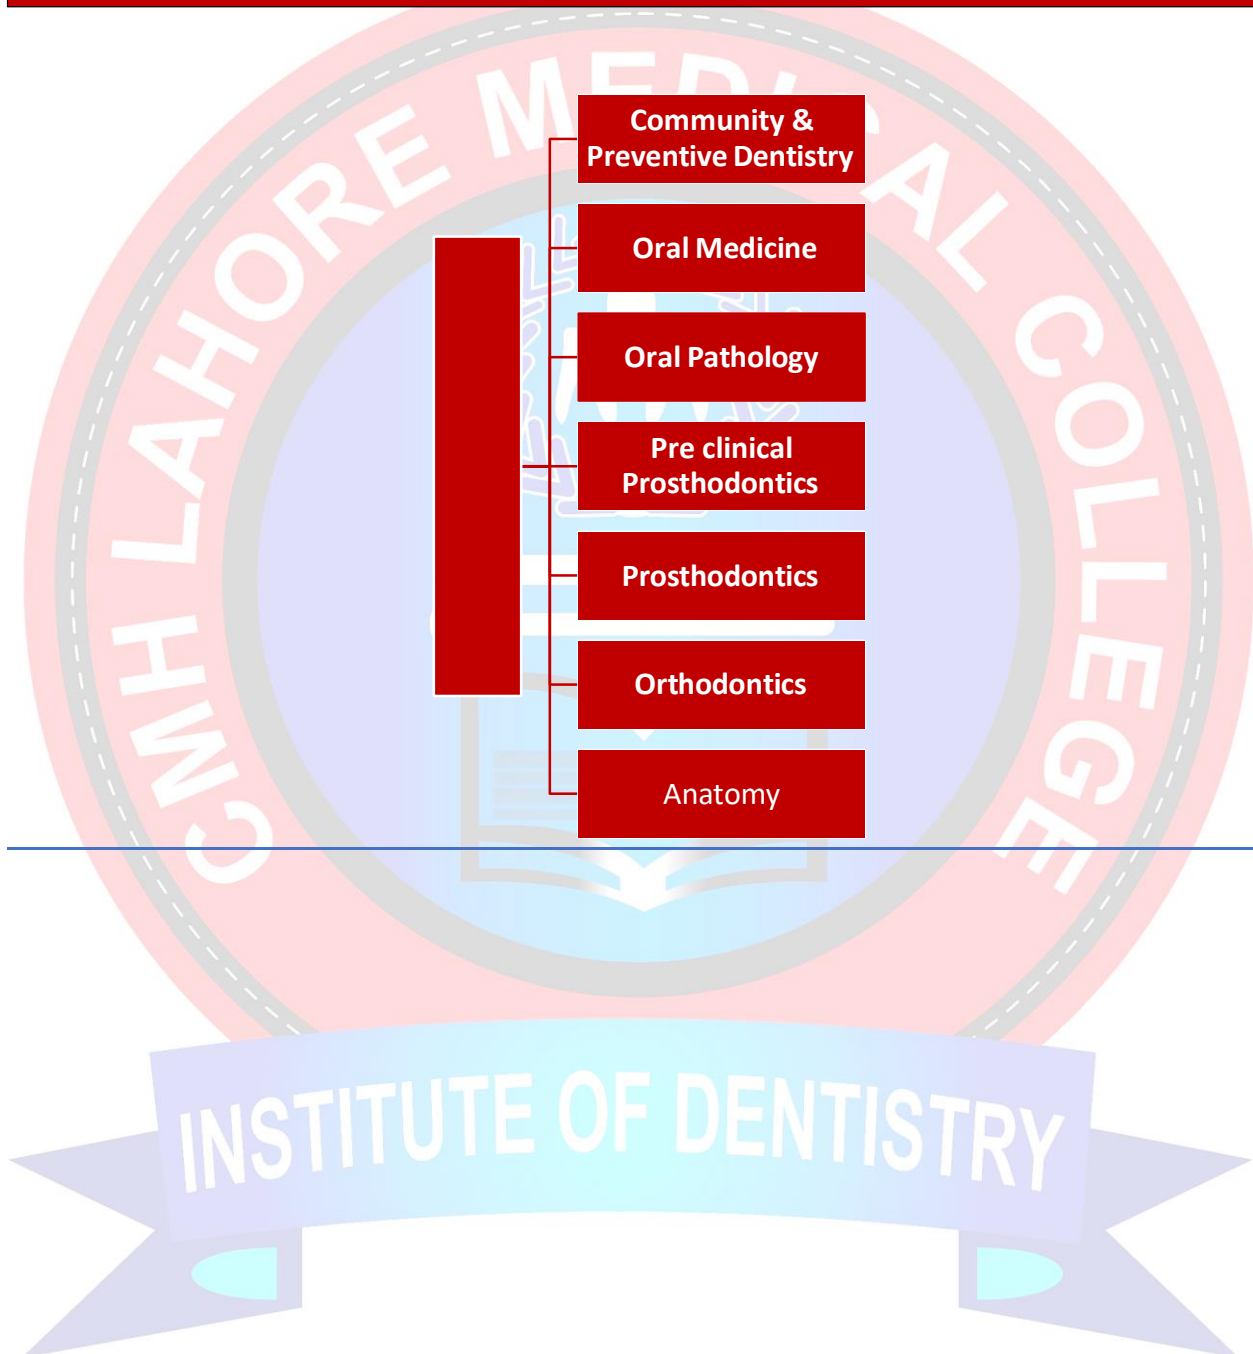 CMH LAHORE MEDICAL COLLEGE
Community &
Preventive Dentistry
Oral Medicine
Oral Pathology
Pre clinical
Prosthodontics
Prosthodontics
Orthodontics
Anatomy
INSTITUTE OF DENTISTRY